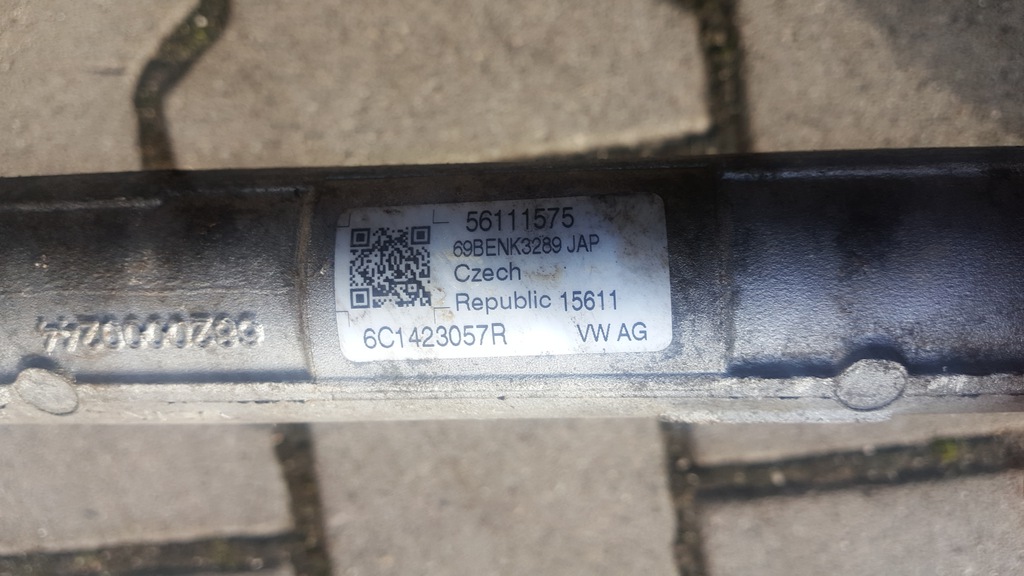 56111575
69BENK3289 JAP
Czech
Republic 15611
6C1423057R VW AG